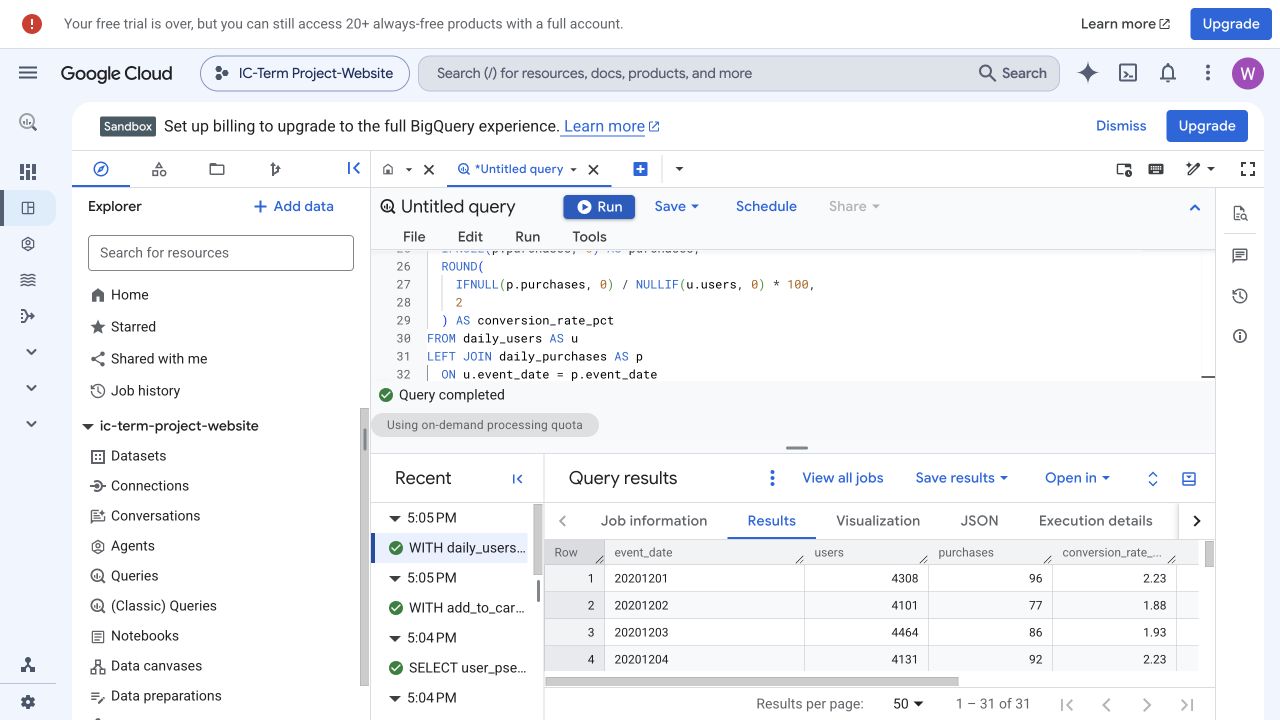 Your free trial is over, but you can still access 20+ always-free products with a full account.
Learn more
Upgrade
Google Cloud
IC-Term Project-Website
Search (/) for resources, docs, products, and more
Search
W
Sandbox Set up billing to upgrade to the full BigQuery experience. Learn more
Dismiss
Upgrade
*Untitled query
Explorer
Add data
Search for resources
Home
Starred
Shared with me
Job history
ic-term-project-website
Datasets
Connections
Conversations
Agents
Queries
(Classic) Queries
Notebooks
Data canvases
Data preparations
Untitled query
Run
Save
Schedule
Share
File Edit Run Tools
26 ROUND(
27 IFNULL(p.purchases, 0) / NULLIF(u.users, 0) * 100,
28 2
29 ) AS conversion_rate_pct
30 FROM daily_users AS u
31 LEFT JOIN daily_purchases AS p
32 ON u.event_date = p.event_date
Query completed
Using on-demand processing quota
Recent
5:05 PM
WITH daily_users...
5:05 PM
WITH add_to_car...
5:04 PM
SELECT user_pse...
5:04 PM
Query results
View all jobs
Save results
Open in
Job information Results Visualization JSON Execution details
Row event_date users purchases conversion_rate_...
1 20201201 4308 96 2.23
2 20201202 4101 77 1.88
3 20201203 4464 86 1.93
4 20201204 4131 92 2.23
Results per page: 50 1 – 31 of 31